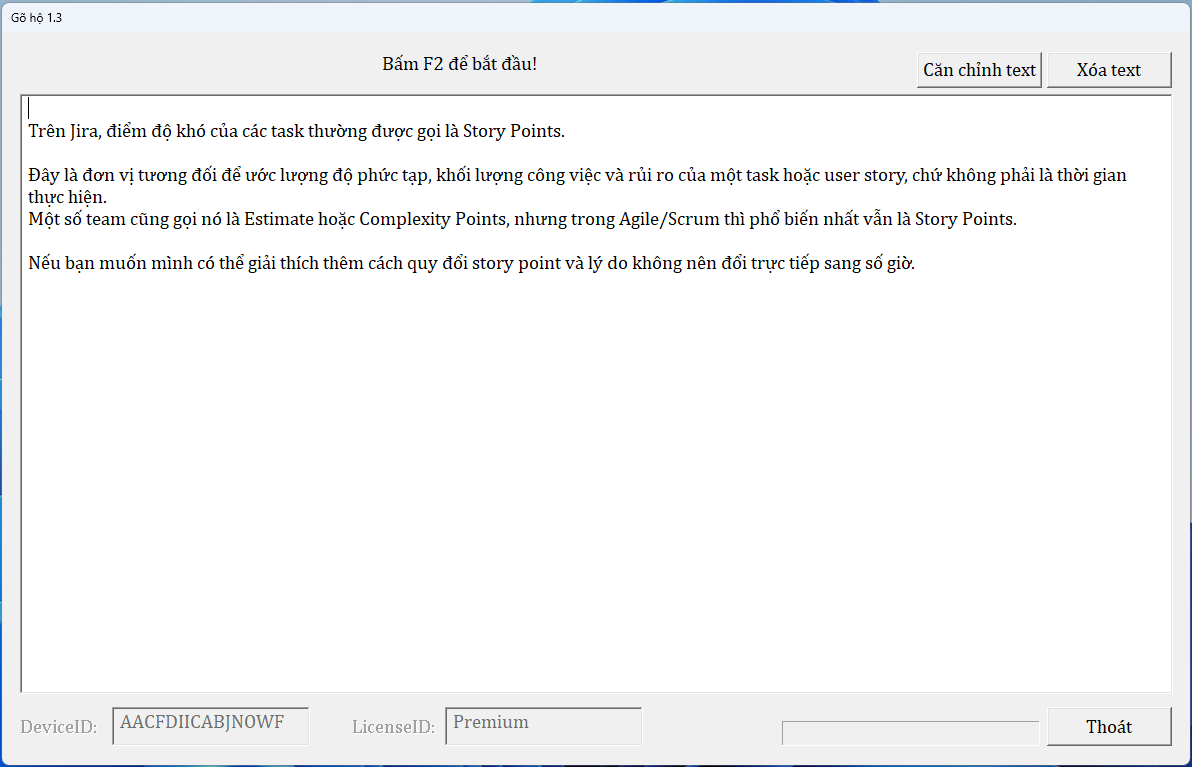 Gõ hộ 1.3
Bấm F2 để bắt đầu!
Căn chỉnh text
Xóa text
Trên Jira, điểm độ khó của các task thường được gọi là Story Points.
Đây là đơn vị tương đối để ước lượng độ phức tạp, khối lượng công việc và rủi ro của một task hoặc user story, chứ không phải là thời gian
thực hiện.
Một số team cũng gọi nó là Estimate hoặc Complexity Points, nhưng trong Agile/Scrum thì phổ biến nhất vẫn là Story Points.
Nếu bạn muốn mình có thể giải thích thêm cách quy đổi story point và lý do không nên đổi trực tiếp sang số giờ.
DeviceID:
AACFDIICABJNOWF
LicenseID:
Premium
Thoát